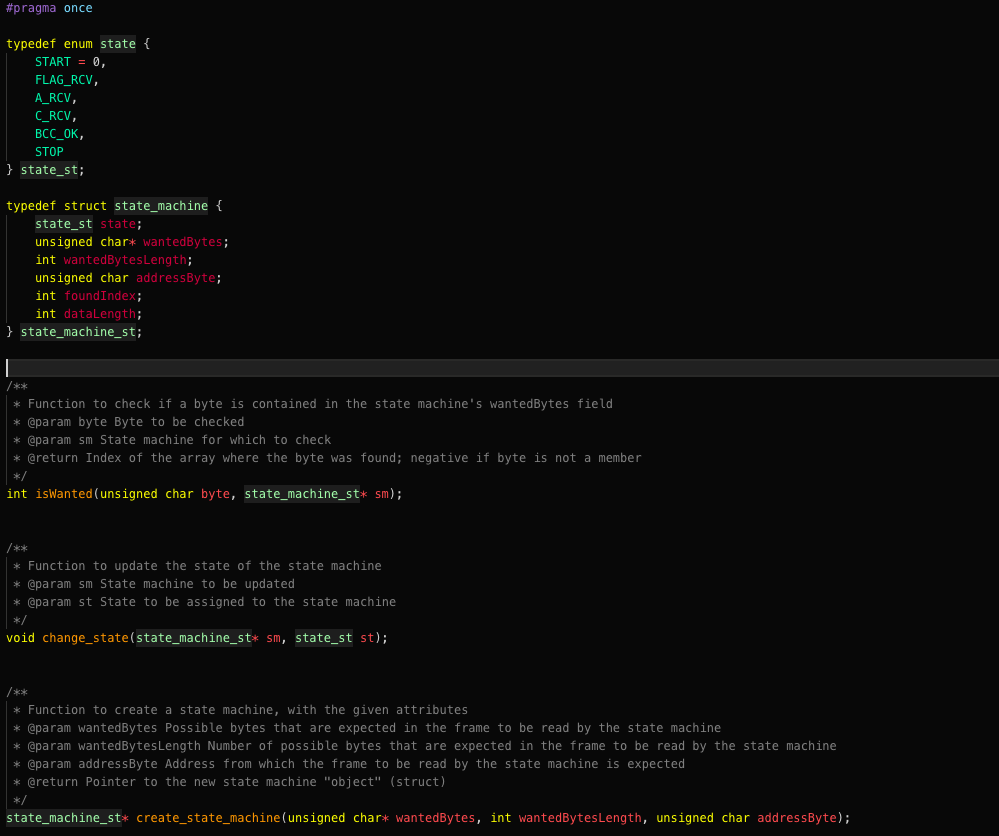 #pragma once
typedef enum state {
    START = 0,
    FLAG_RCV,
    A_RCV,
    C_RCV,
    BCC_OK,
    STOP
} state_st;
typedef struct state_machine {
    state_st state;
    unsigned char* wantedBytes;
    int wantedBytesLength;
    unsigned char addressByte;
    int foundIndex;
    int dataLength;
} state_machine_st;
/**
 * Function to check if a byte is contained in the state machine's wantedBytes field
 * @param byte Byte to be checked
 * @param sm State machine for which to check
 * @return Index of the array where the byte was found; negative if byte is not a member
 */
int isWanted(unsigned char byte, state_machine_st* sm);
/**
 * Function to update the state of the state machine
 * @param sm State machine to be updated
 * @param st State to be assigned to the state machine
 */
void change_state(state_machine_st* sm, state_st st);
/**
 * Function to create a state machine, with the given attributes
 * @param wantedBytes Possible bytes that are expected in the frame to be read by the state machine
 * @param wantedBytesLength Number of possible bytes that are expected in the frame to be read by the state machine
 * @param addressByte Address from which the frame to be read by the state machine is expected
 * @return Pointer to the new state machine "object" (struct)
 */
state_machine_st* create_state_machine(unsigned char* wantedBytes, int wantedBytesLength, unsigned char addressByte);